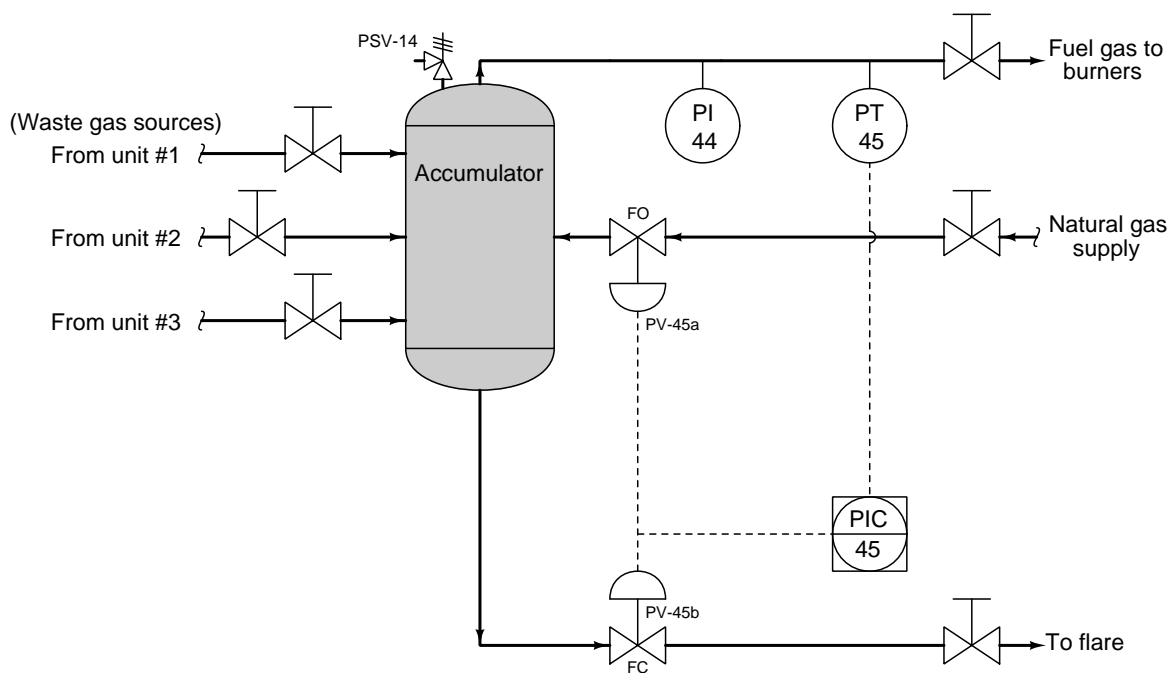 PSV-14
Fuel gas to
burners
PI
44
PT
45
(Waste gas sources)
From unit #1
Accumulator
From unit #2
FO
Natural gas
supply
From unit #3
PV-45a
PIC
45
PV-45b
FC
To flare